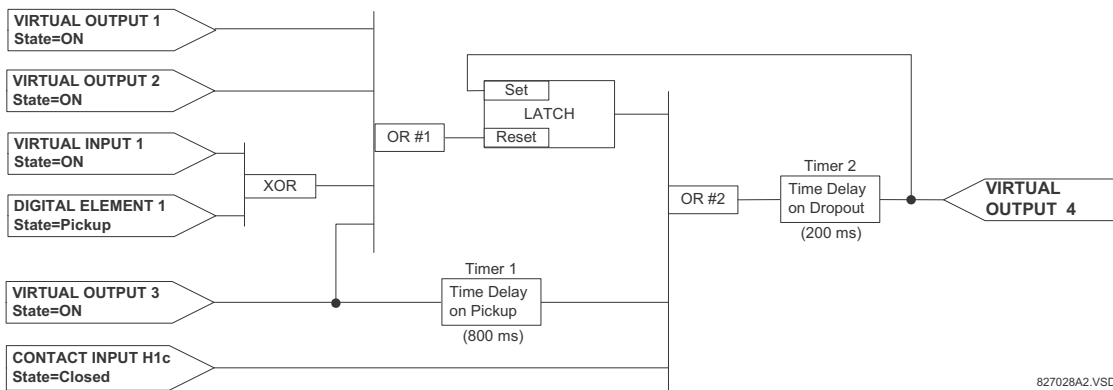 VIRTUAL OUTPUT 1
State=ON
VIRTUAL OUTPUT 2
State=ON
VIRTUAL INPUT 1
State=ON
DIGITAL ELEMENT 1
State=Pickup
VIRTUAL OUTPUT 3
State=ON
CONTACT INPUT H1c
State=Closed
XOR
OR #1
Set
LATCH
Reset
Timer 1
Time Delay
on Pickup
(800 ms)
OR #2
Timer 2
Time Delay
on Dropout
(200 ms)
VIRTUAL
OUTPUT 4
827028A2.VSD